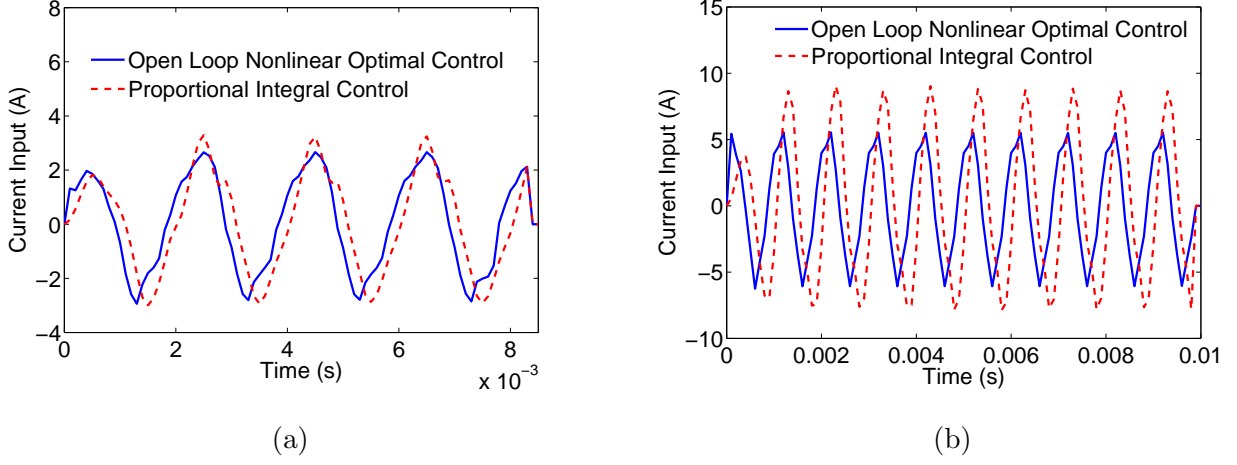 8
6
4
2
0
−2
−4
Current Input (A)
Open Loop Nonlinear Optimal Control
Proportional Integral Control
0
2
4
6
8
Time (s)
x 10⁻³
(a)
15
10
5
0
−5
−10
Current Input (A)
Open Loop Nonlinear Optimal Control
Proportional Integral Control
0
0.002
0.004
0.006
0.008
0.01
Time (s)
(b)